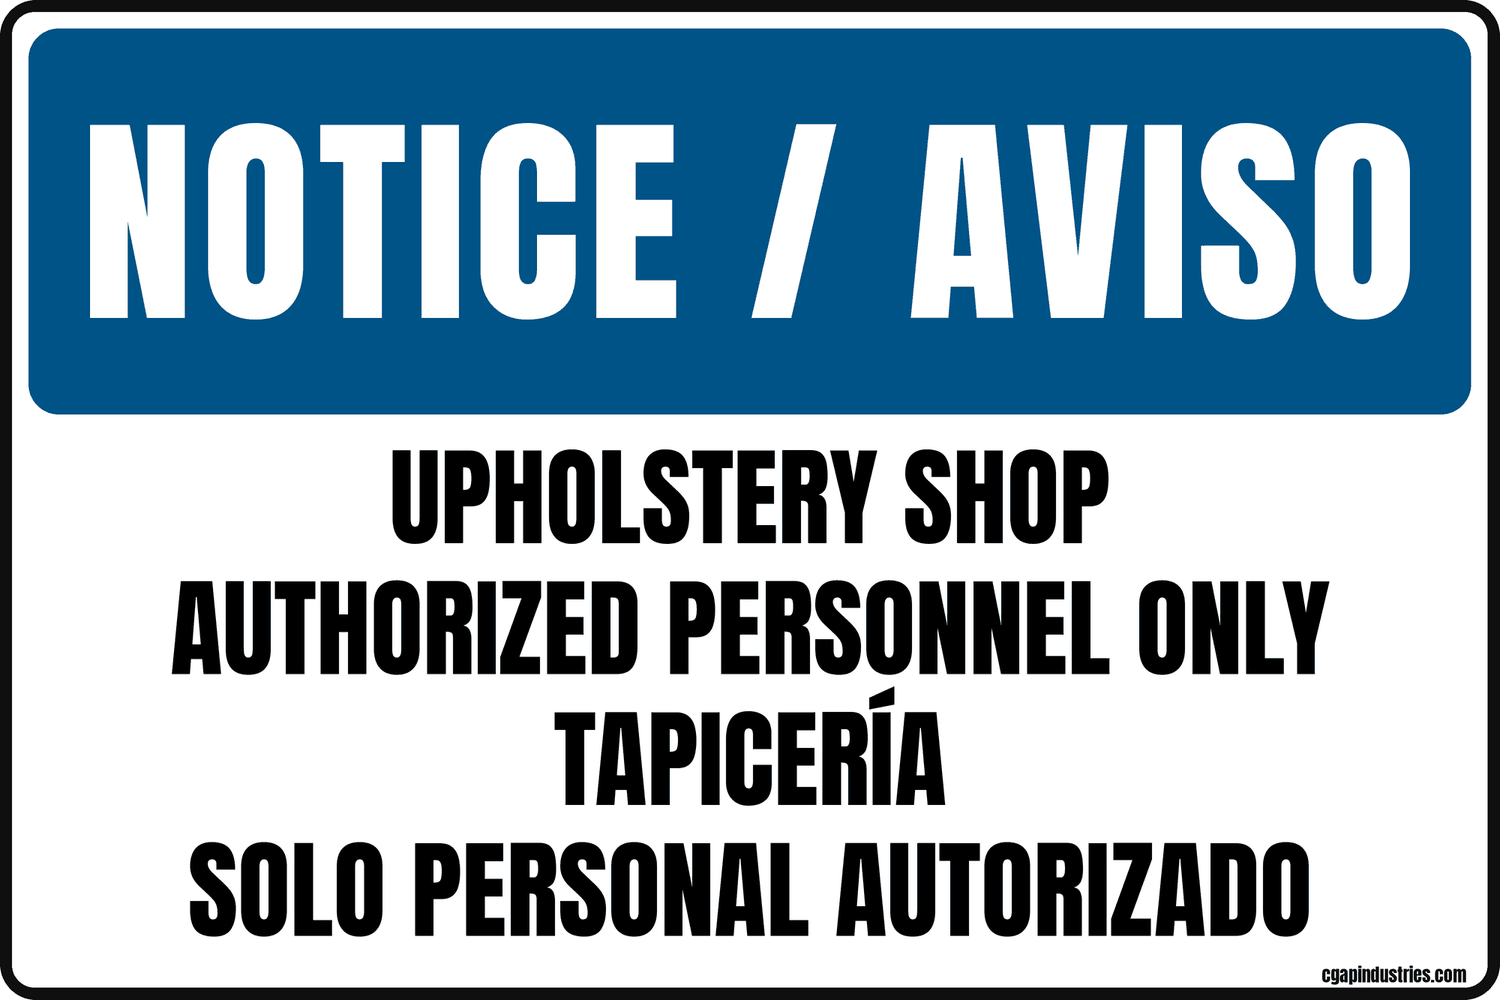 NOTICE / AVISO
UPHOLSTERY SHOP
AUTHORIZED PERSONNEL ONLY
TAPICERÍA
SOLO PERSONAL AUTORIZADO
cgapindustries.com